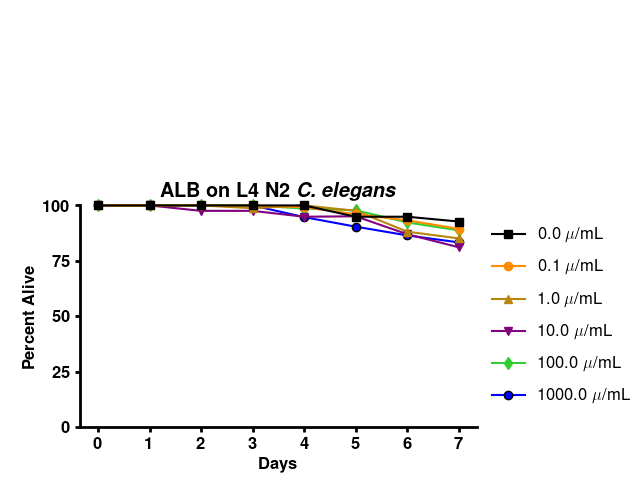 ALB on L4 N2 C. elegans
Percent Alive
100
75
50
25
0
0 1 2 3 4 5 6 7
Days
0.0 μ/mL
0.1 μ/mL
1.0 μ/mL
10.0 μ/mL
100.0 μ/mL
1000.0 μ/mL